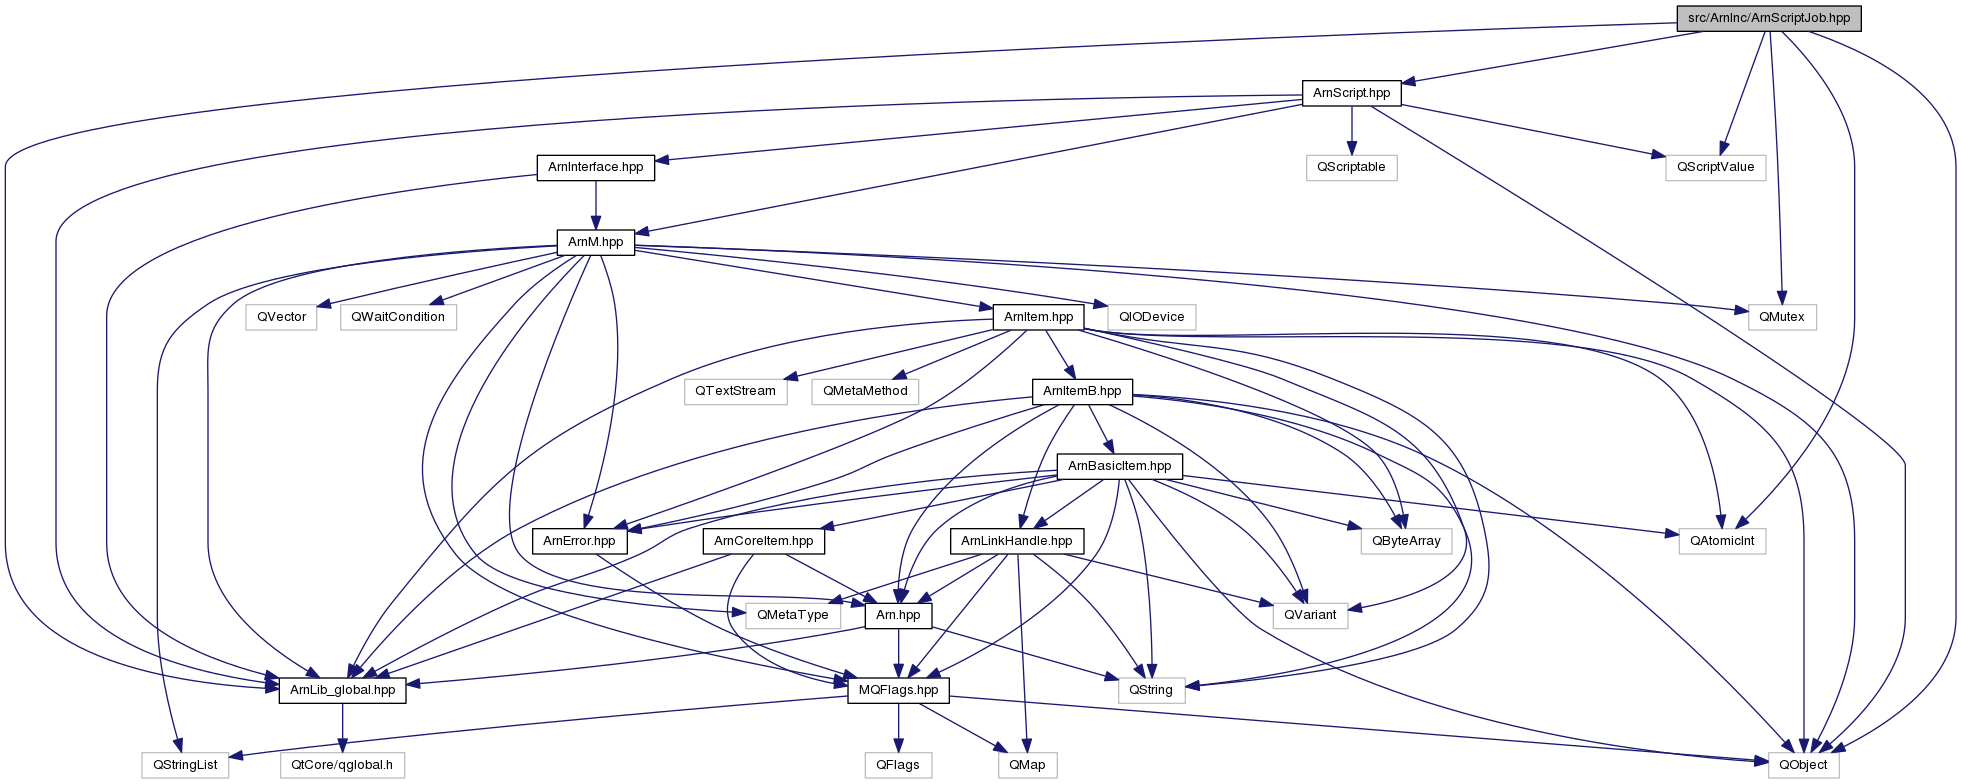 src/ArnInc/ArnScriptJob.hpp
ArnScript.hpp
ArnInterface.hpp
QScriptable
QScriptValue
ArnM.hpp
QVector
QWaitCondition
ArnItem.hpp
QIODevice
QMutex
QTextStream
QMetaMethod
ArnItemB.hpp
ArnBasicItem.hpp
ArnError.hpp
ArnCoreItem.hpp
ArnLinkHandle.hpp
QByteArray
QAtomicInt
QMetaType
Arn.hpp
QVariant
ArnLib_global.hpp
MQFlags.hpp
QString
QStringList
QtCore/qglobal.h
QFlags
QMap
QObject